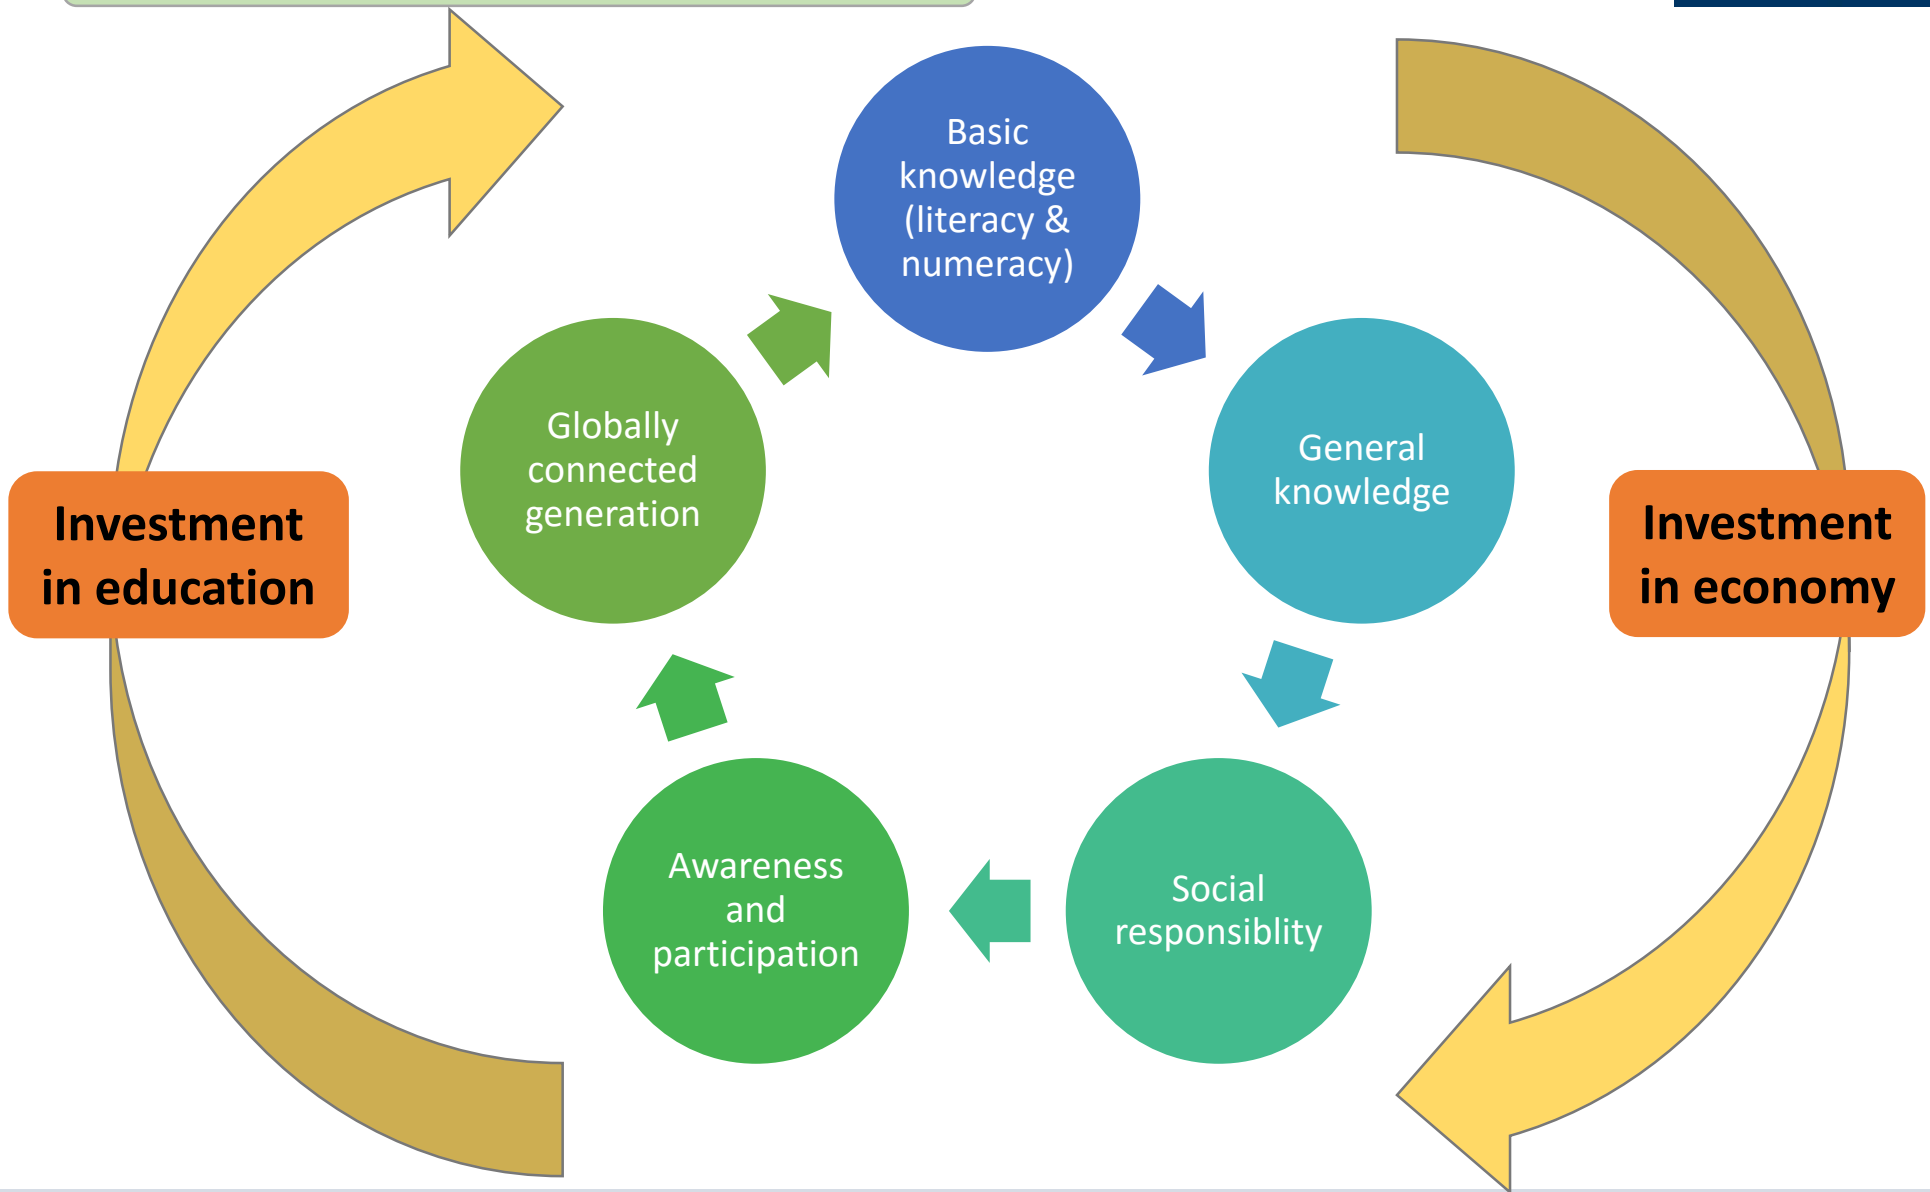 Basic
knowledge
(literacy &
numeracy)
General
knowledge
Social
responsiblity
Awareness
and
participation
Globally
connected
generation
Investment
in education
Investment
in economy